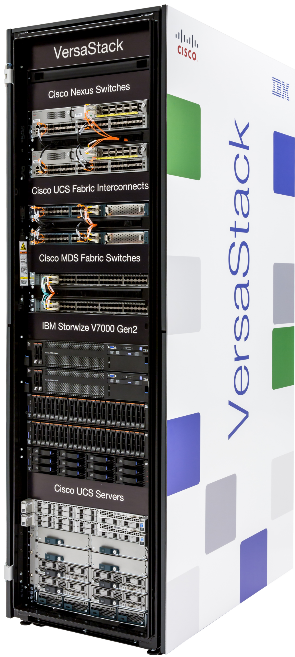 VersaStack
Cisco Nexus Switches
Cisco UCS Fabric Interconnects
Cisco MDS Fabric Switches
IBM Storwize V7000 Gen2
Cisco UCS Servers
CISCO
IBM
VersaStack